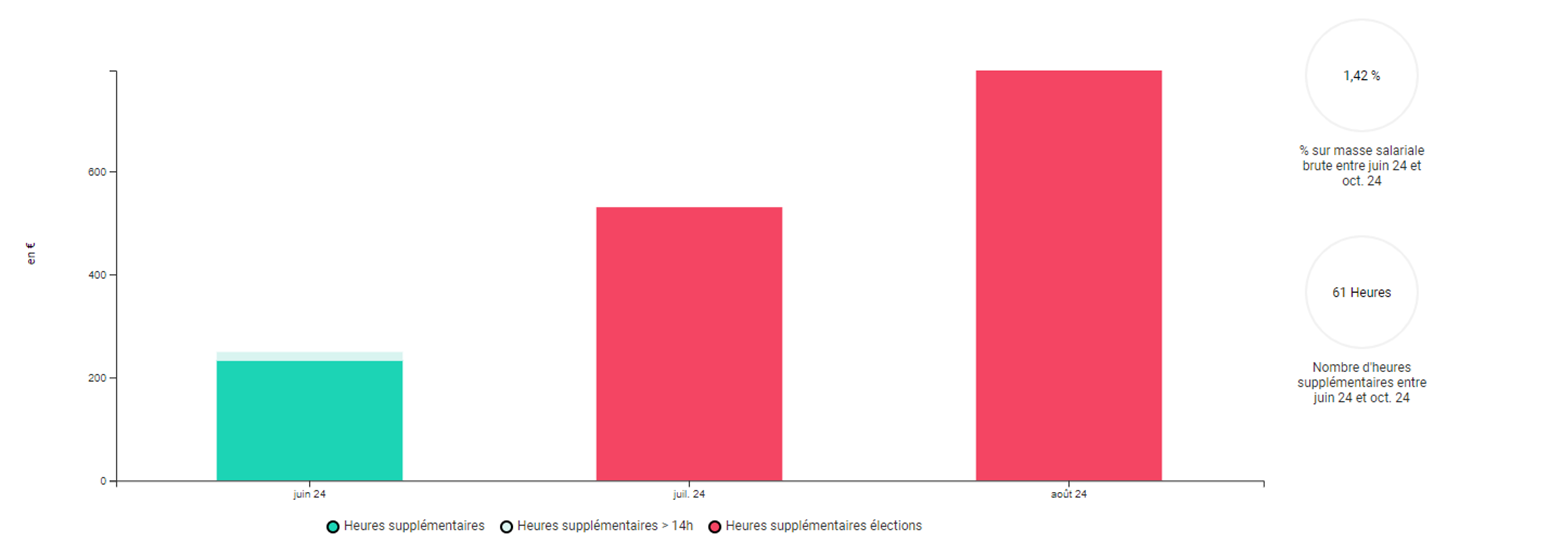 en €
600
400
200
0
juin 24
juil. 24
août 24
Heures supplémentaires
Heures supplémentaires > 14h
Heures supplémentaires élections
1,42 %
% sur masse salariale
brute entre juin 24 et
oct. 24
61 Heures
Nombre d'heures
supplémentaires entre
juin 24 et oct. 24